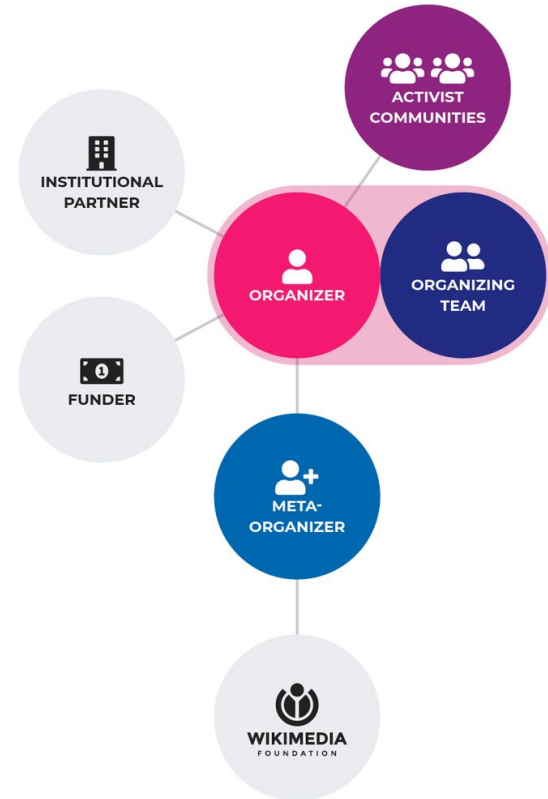 ACTIVIST
COMMUNITIES
INSTITUTIONAL
PARTNER
ORGANIZER
ORGANIZING
TEAM
1
FUNDER
META-
ORGANIZER
WIKIMEDIA
FOUNDATION